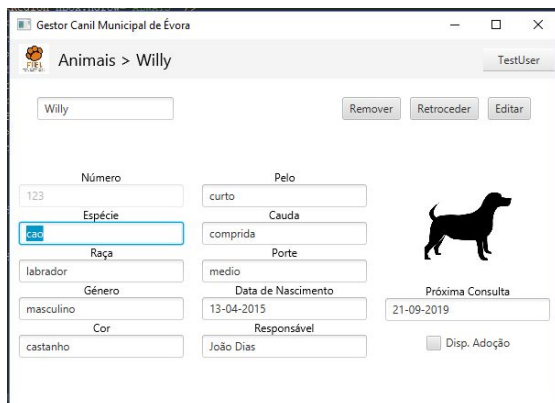 Gestor Canil Municipal de Évora
FIEL
Animais > Willy
TestUser
Willy
Remover
Retroceder
Editar
Número
Pelo
123
curto
Espécie
Cauda
cao
comprida
Raça
Porte
labrador
medio
Género
Data de Nascimento
Próxima Consulta
masculino
13-04-2015
21-09-2019
Cor
Responsável
Disp. Adoção
castanho
João Dias